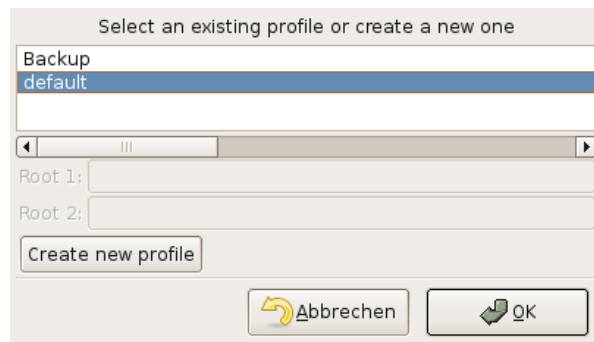 Select an existing profile or create a new one
Backup
default
Root 1:
Root 2:
Create new profile
Abbrechen
OK